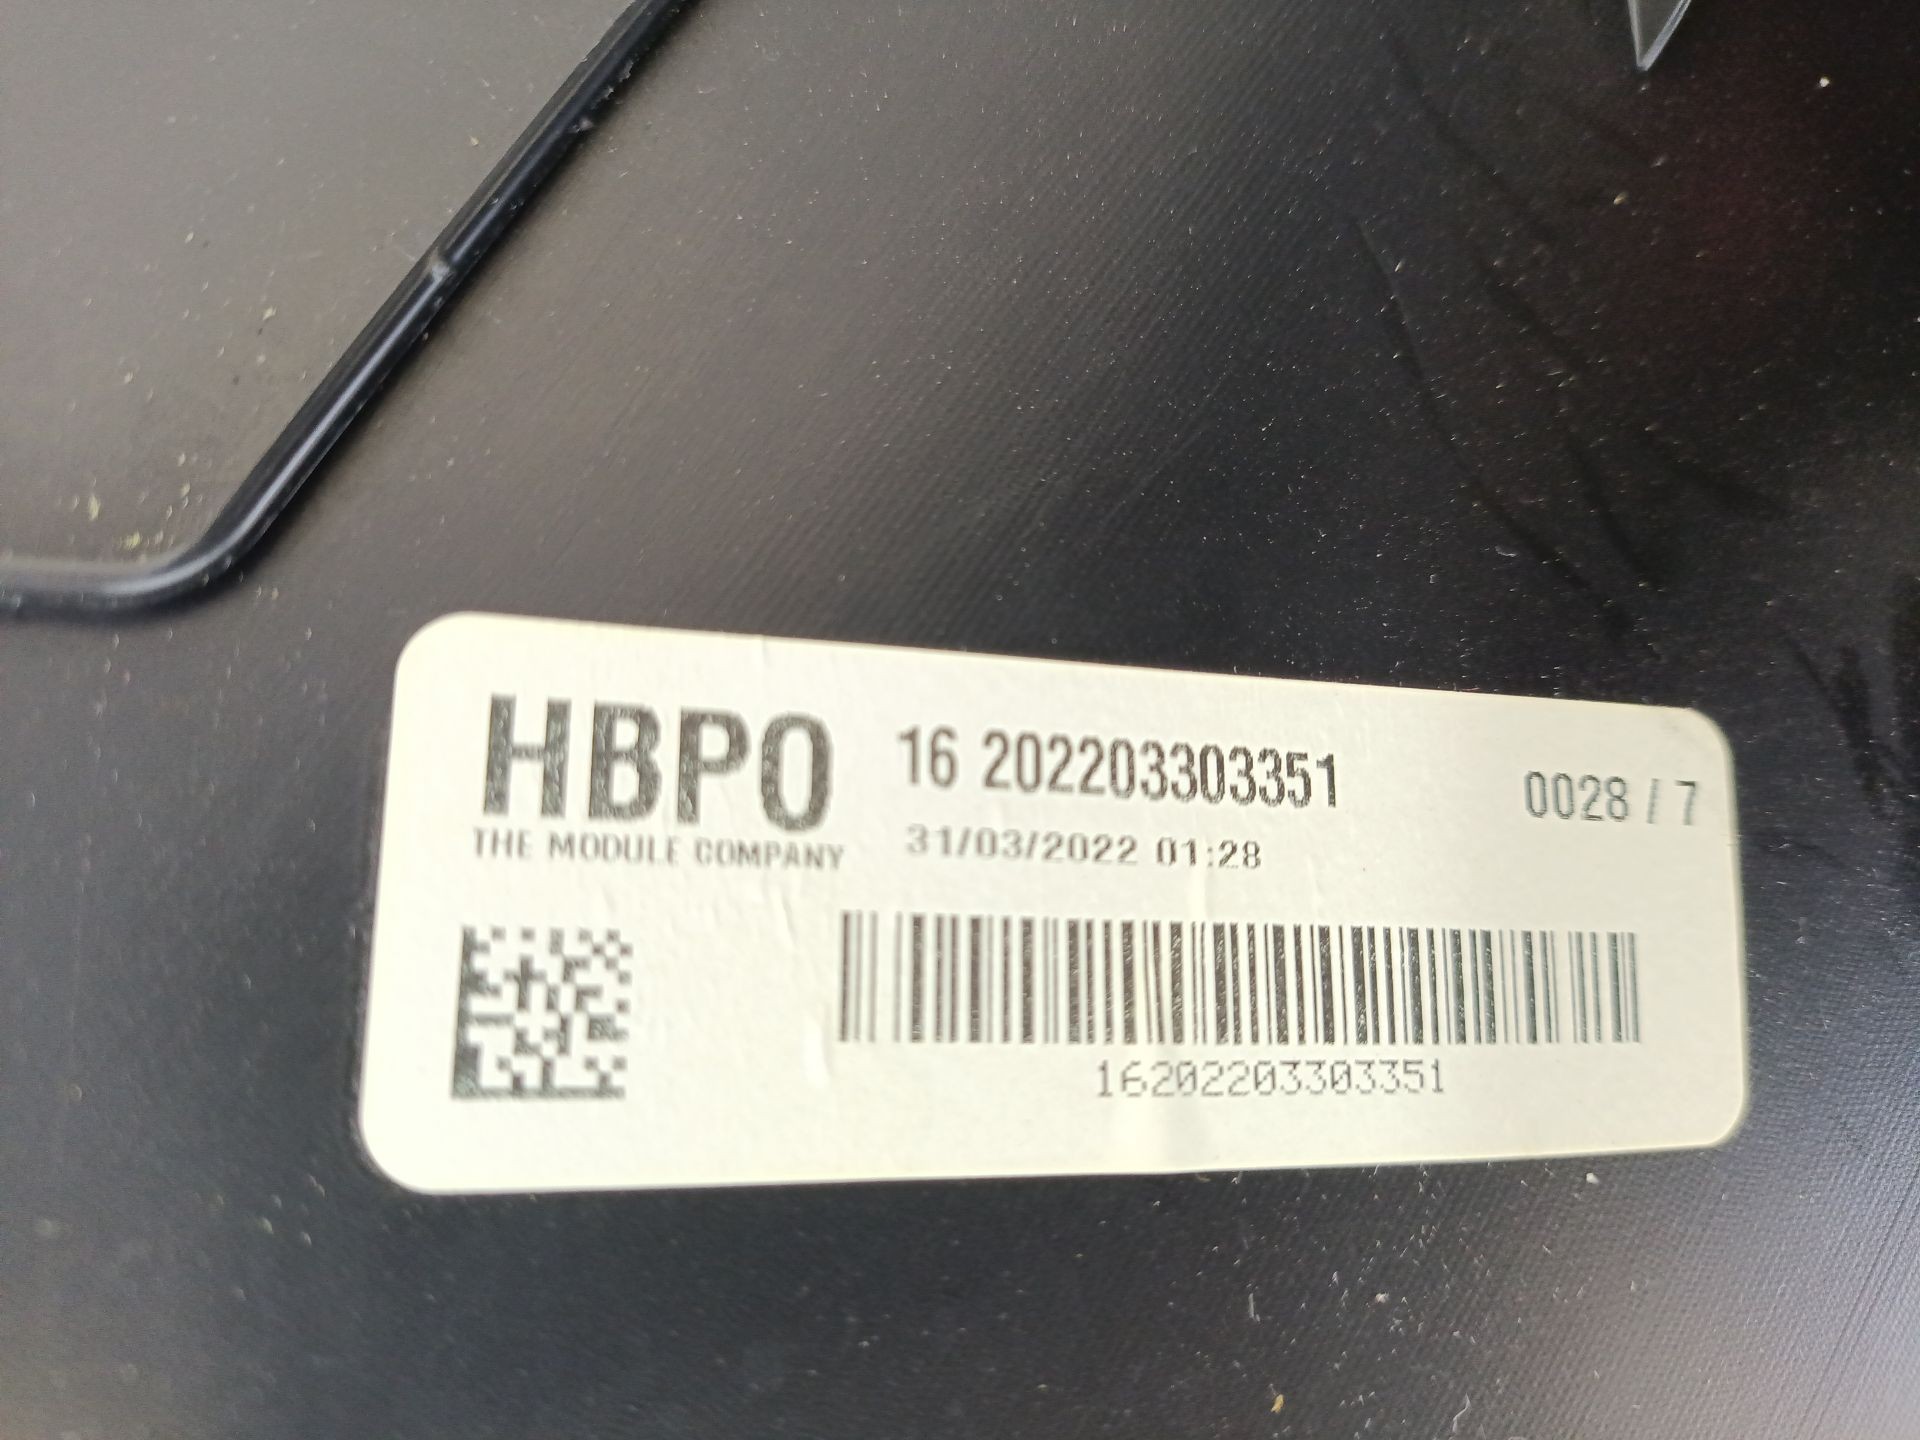 HBPO
THE MODULE COMPANY
16 202203303351
31/03/2022 01:28
0028 / 7
16202203303351